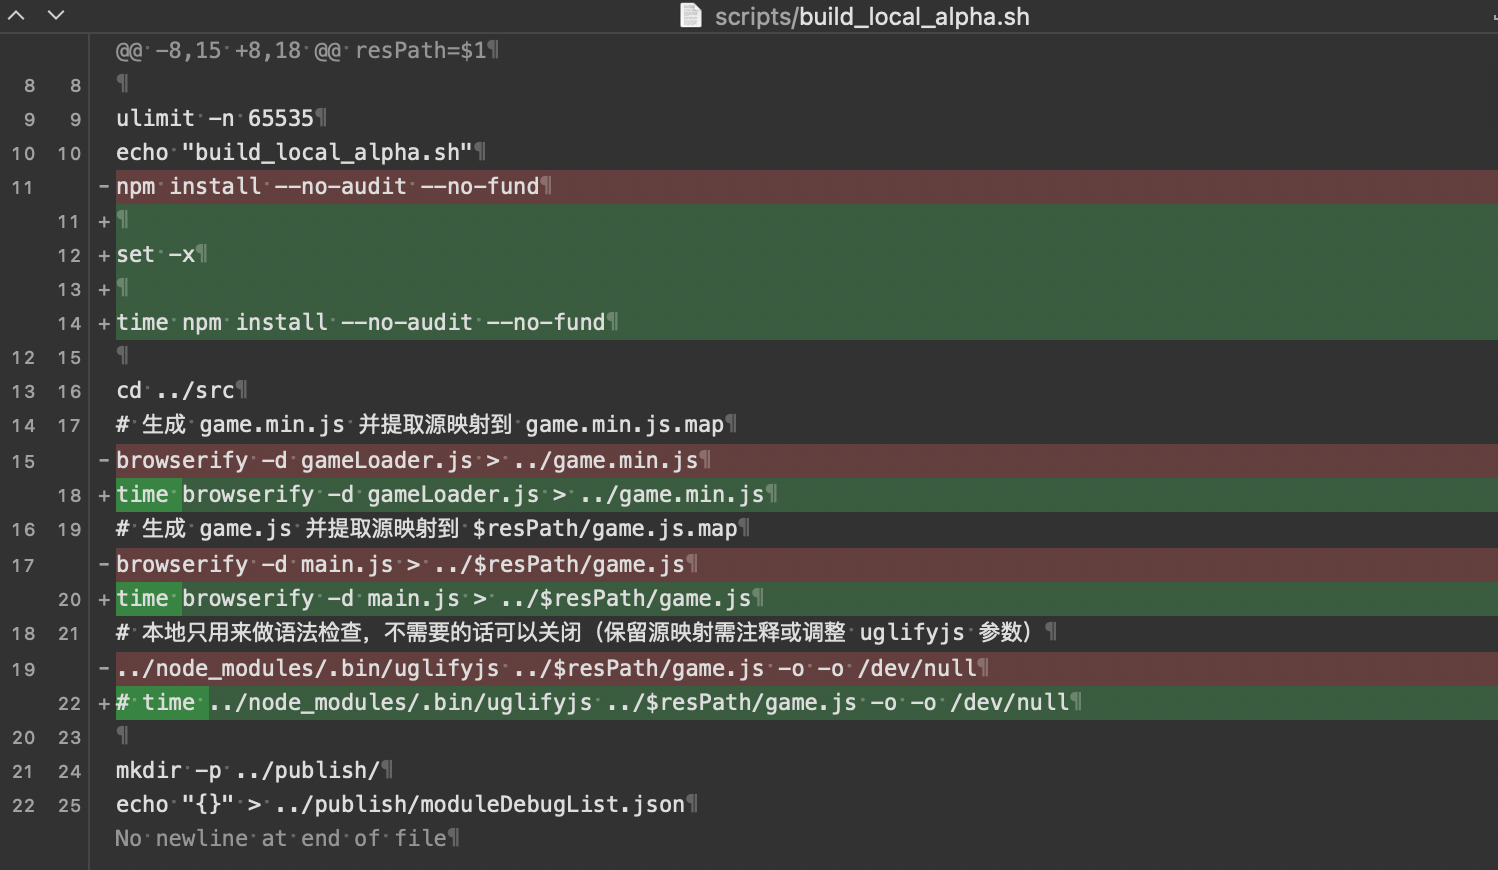 scripts/build_local_alpha.sh
@@ -8,15 +8,18 @@ resPath=$1¶
8 8 ¶
9 9 ulimit -n 65535¶
10 10 echo "build_local_alpha.sh"¶
11 -npm install --no-audit --no-fund¶
11 +¶
12 +set -x¶
13 +¶
14 +time npm install --no-audit --no-fund¶
12 15 ¶
13 16 cd ../src¶
14 17 # 生成 game.min.js 并提取源映射到 game.min.js.map¶
15 -browserify -d gameLoader.js > ../game.min.js¶
18 +time browserify -d gameLoader.js > ../game.min.js¶
16 19 # 生成 game.js 并提取源映射到 $resPath/game.js.map¶
17 -browserify -d main.js > ../$resPath/game.js¶
20 +time browserify -d main.js > ../$resPath/game.js¶
18 21 # 本地只用来做语法检查，不需要的话可以关闭（保留源映射需注释或调整 uglifyjs 参数）¶
19 -../node_modules/.bin/uglifyjs ../$resPath/game.js -o -o /dev/null¶
22 +# time ../node_modules/.bin/uglifyjs ../$resPath/game.js -o -o /dev/null¶
20 23 ¶
21 24 mkdir -p ../publish/¶
22 25 echo "{}" > ../publish/moduleDebugList.json¶
No newline at end of file¶